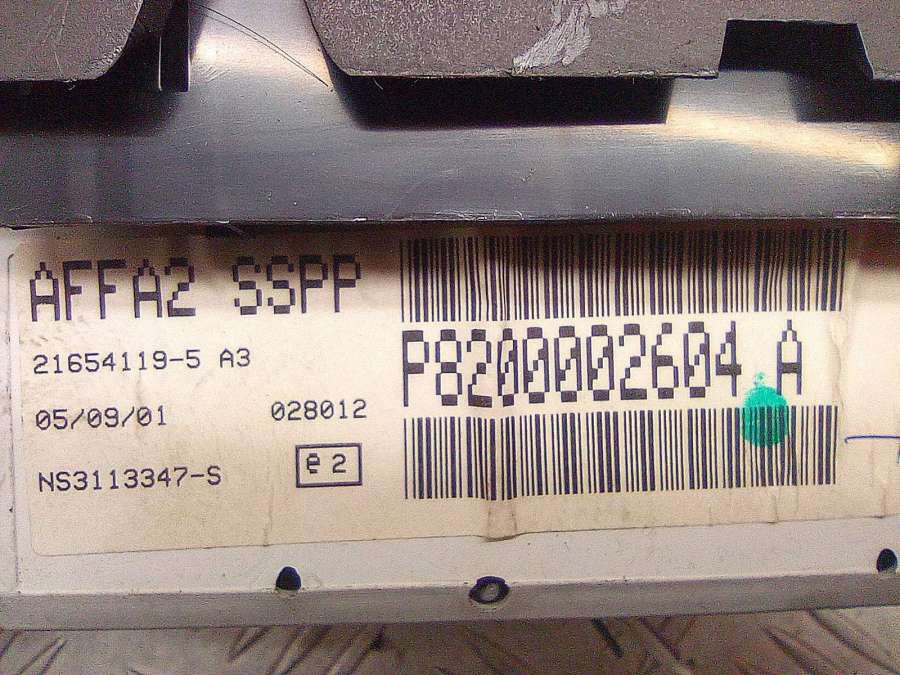 AFFA2 SSPP
21654119-5 A3
05/09/01 028012
NS3113347-S e2
P8200002604 A